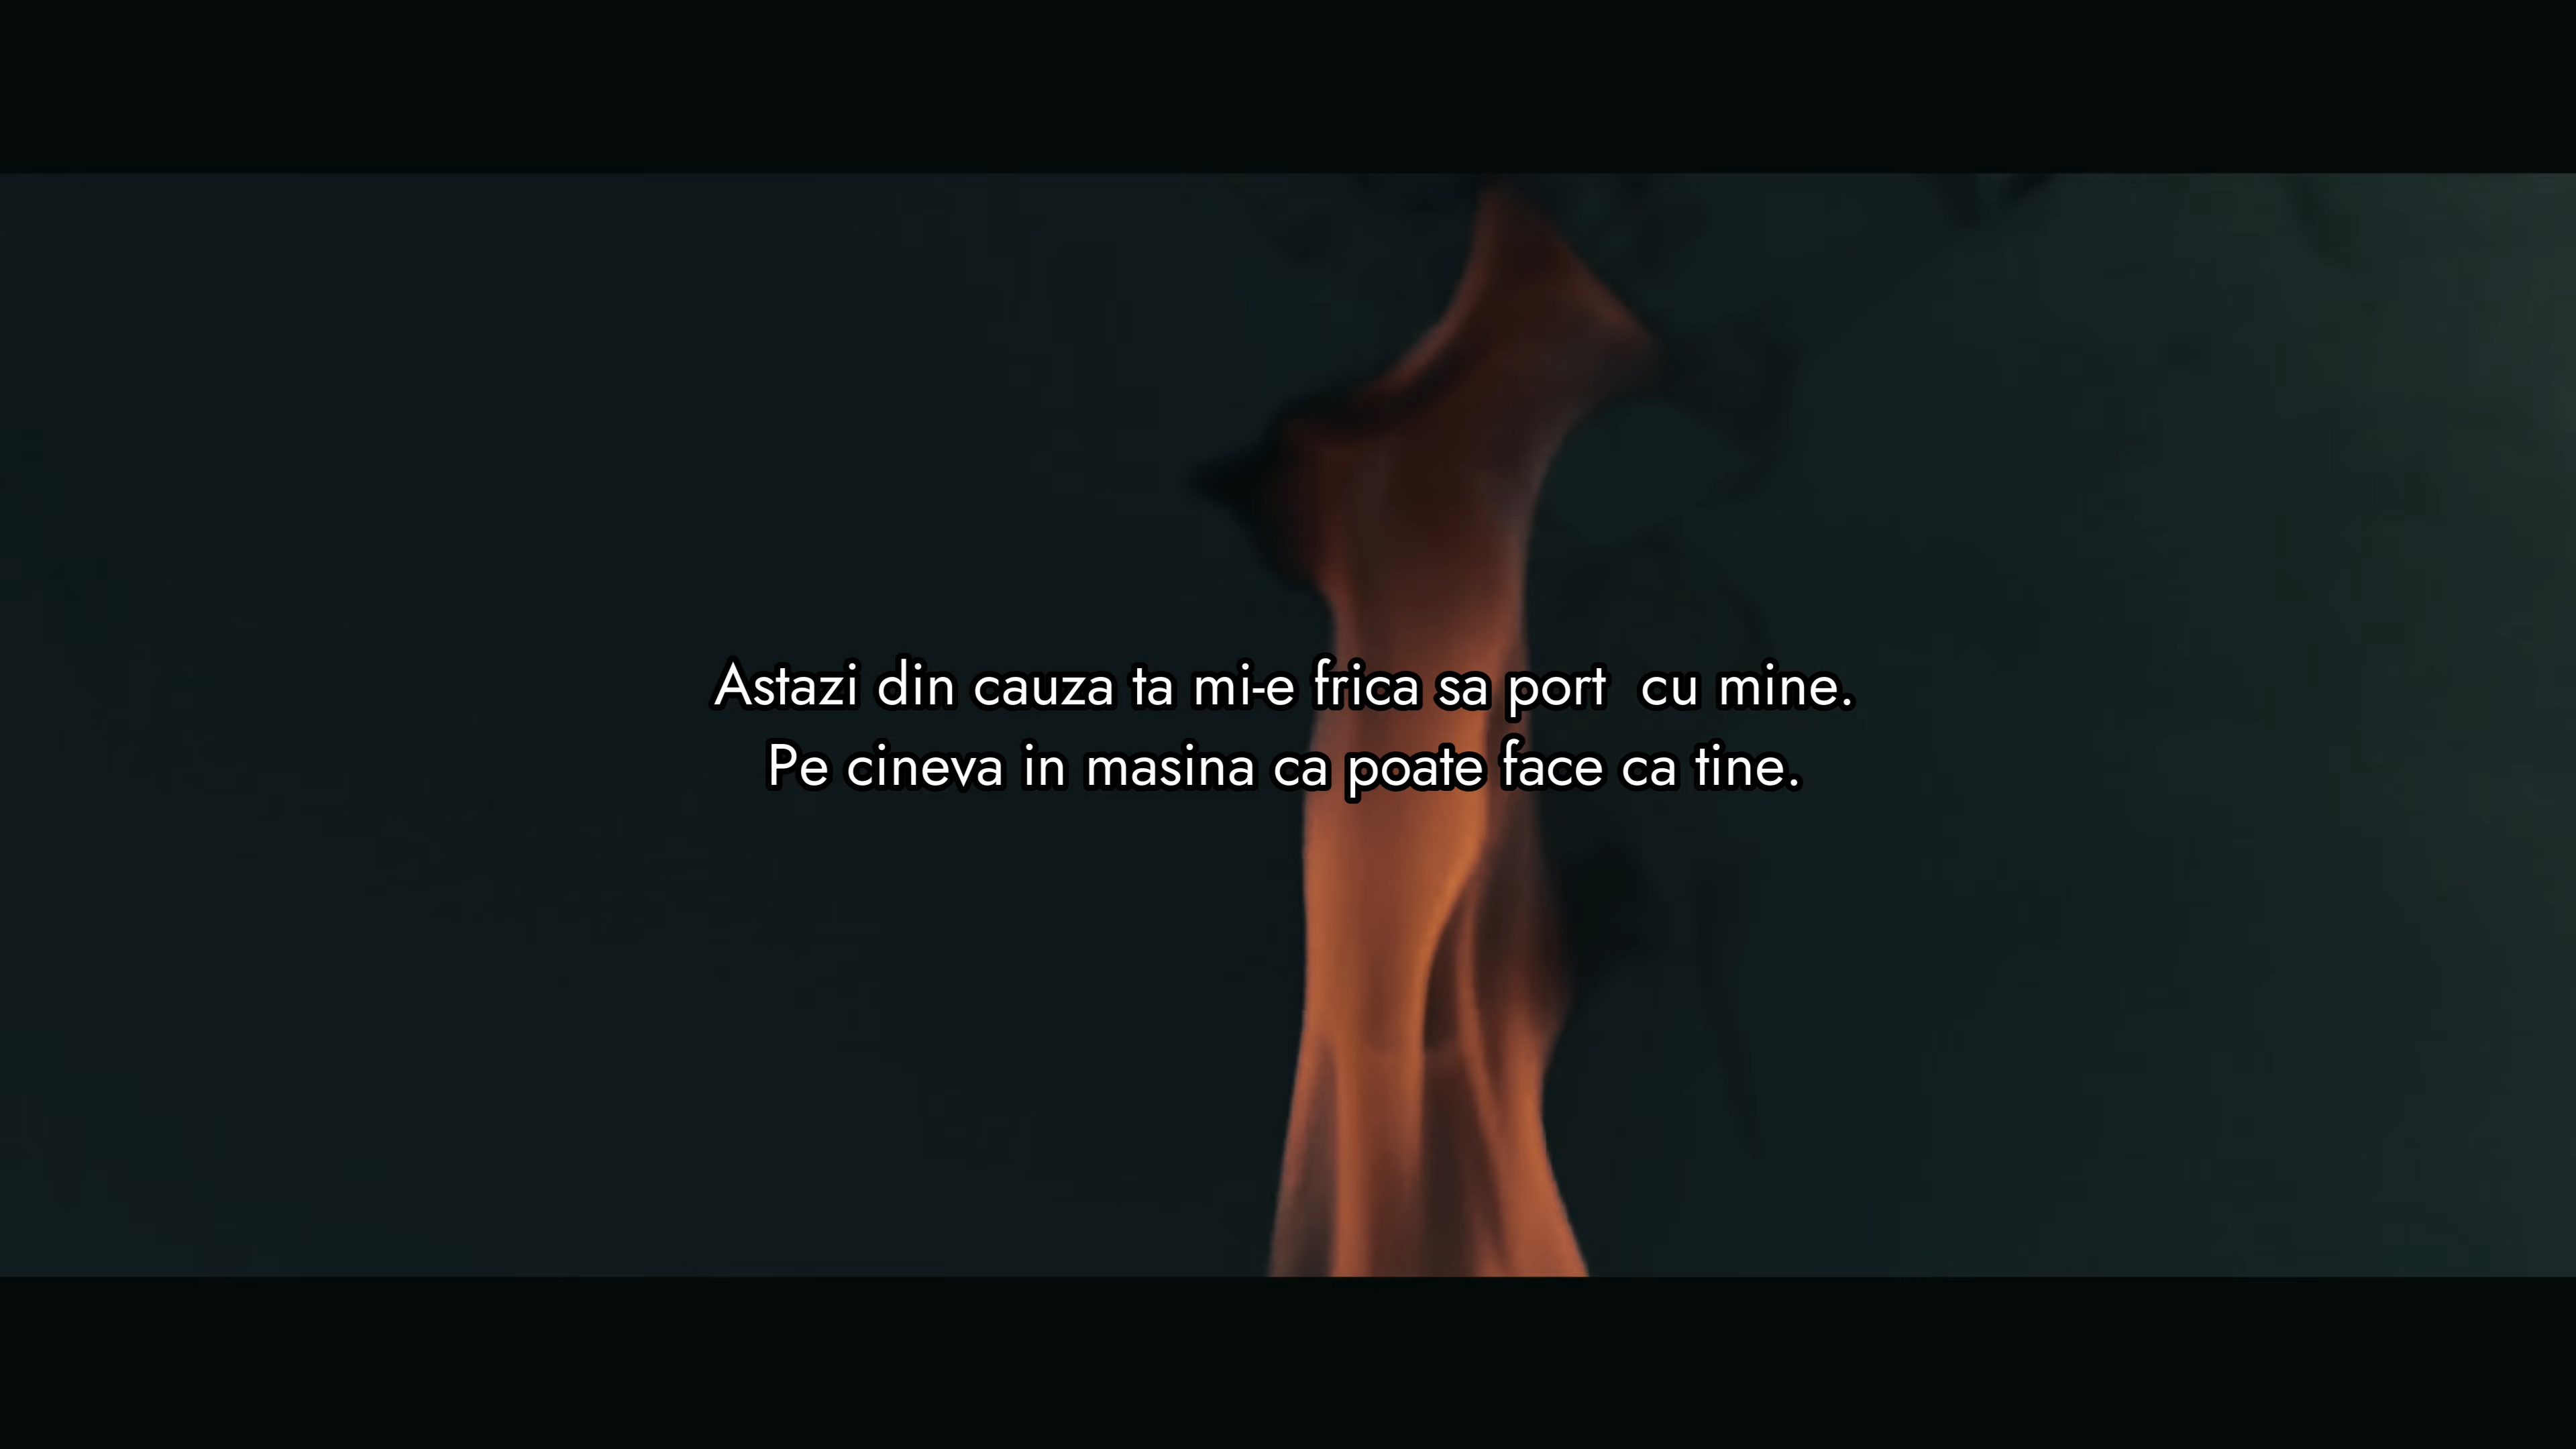 Astazi din cauza ta mi-e frica sa port  cu mine.
Pe cineva in masina ca poate face ca tine.